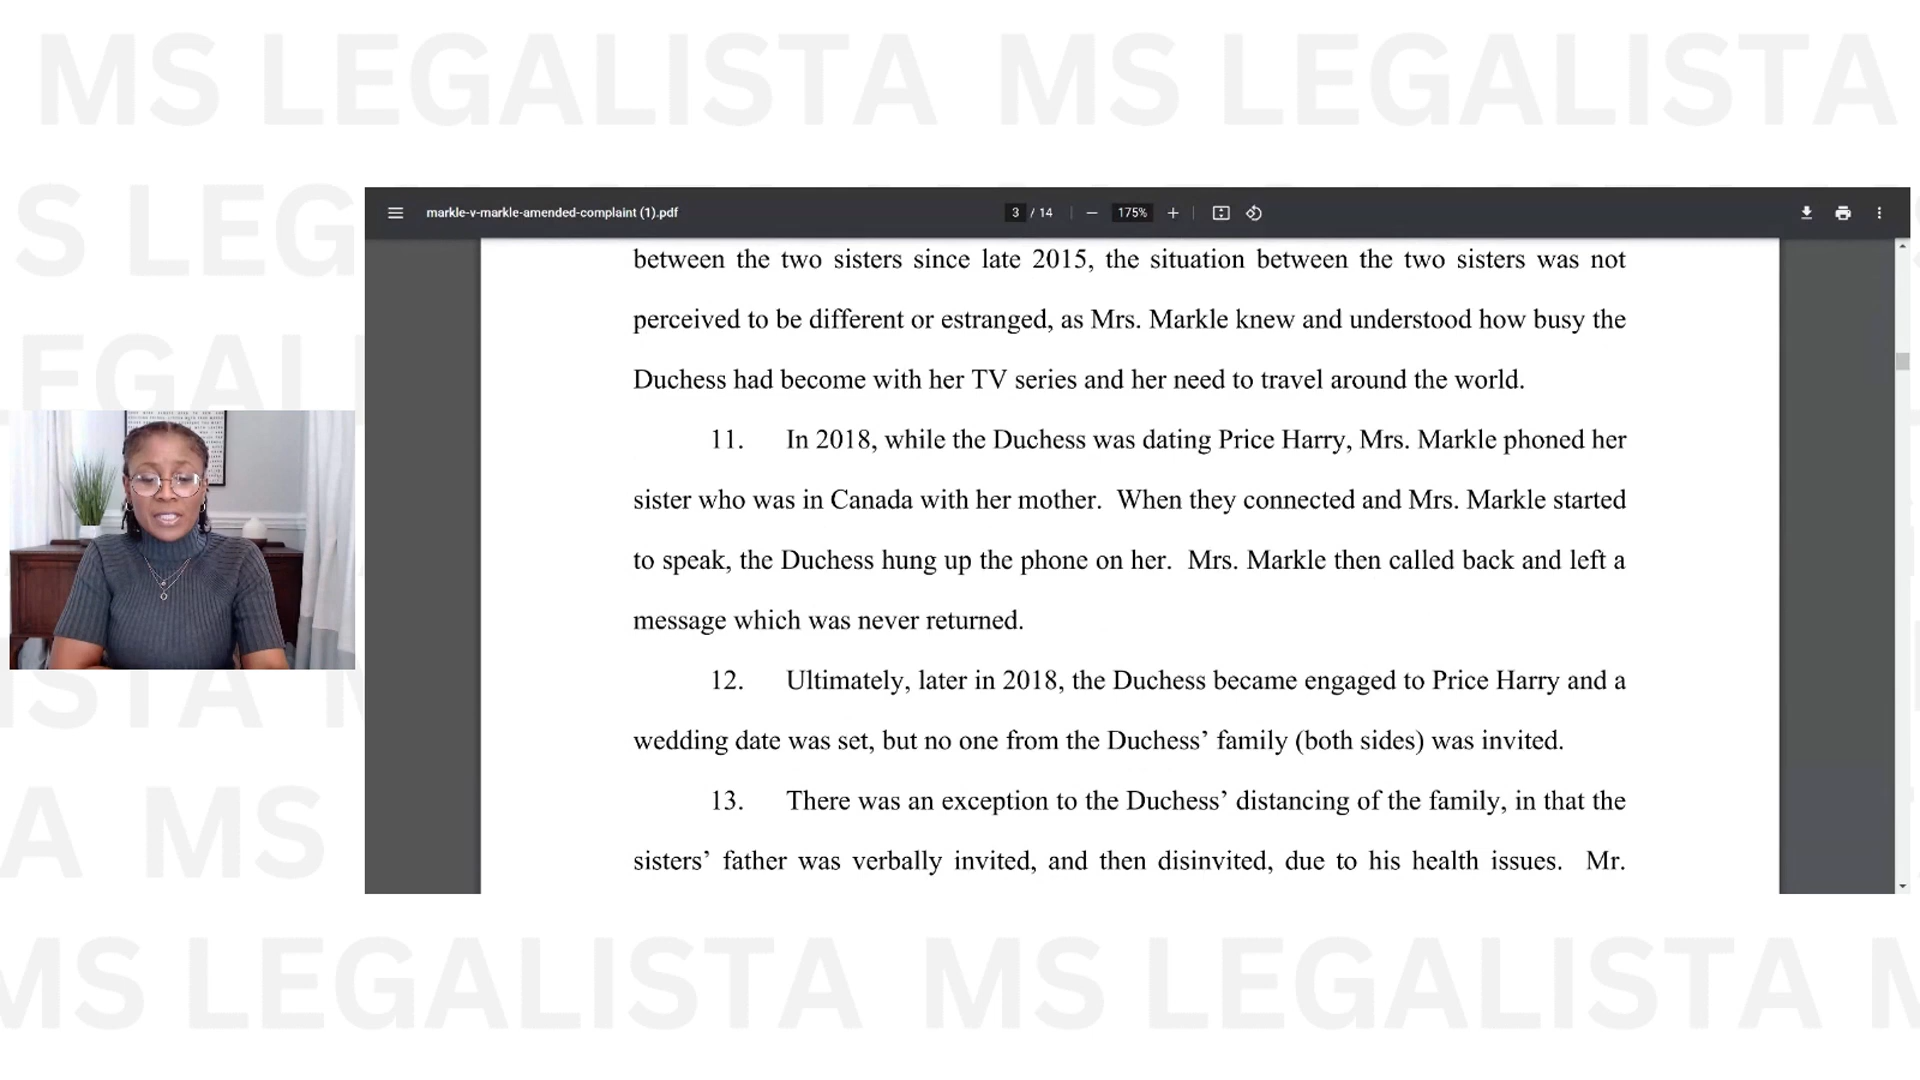 MS LEGALISTA MS LEGALISTA
S LEG
markle-v-markle-amended-complaint (1).pdf
3 / 14
175%
between the two sisters since late 2015, the situation between the two sisters was not
perceived to be different or estranged, as Mrs. Markle knew and understood how busy the
Duchess had become with her TV series and her need to travel around the world.
11. In 2018, while the Duchess was dating Price Harry, Mrs. Markle phoned her
sister who was in Canada with her mother. When they connected and Mrs. Markle started
to speak, the Duchess hung up the phone on her. Mrs. Markle then called back and left a
message which was never returned.
12. Ultimately, later in 2018, the Duchess became engaged to Price Harry and a
wedding date was set, but no one from the Duchess’ family (both sides) was invited.
13. There was an exception to the Duchess’ distancing of the family, in that the
sisters’ father was verbally invited, and then disinvited, due to his health issues. Mr.
EGALI
ISTA M
A MS
MS LEGALISTA MS LEGALISTA M